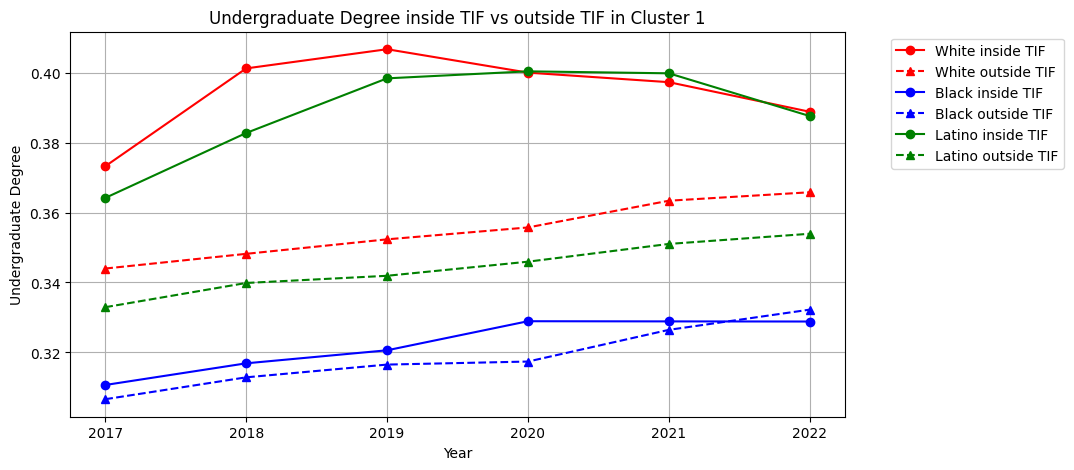 Undergraduate Degree inside TIF vs outside TIF in Cluster 1
White inside TIF
White outside TIF
Black inside TIF
Black outside TIF
Latino inside TIF
Latino outside TIF
Undergraduate Degree
0.40
0.38
0.36
0.34
0.32
2017 2018 2019 2020 2021 2022
Year